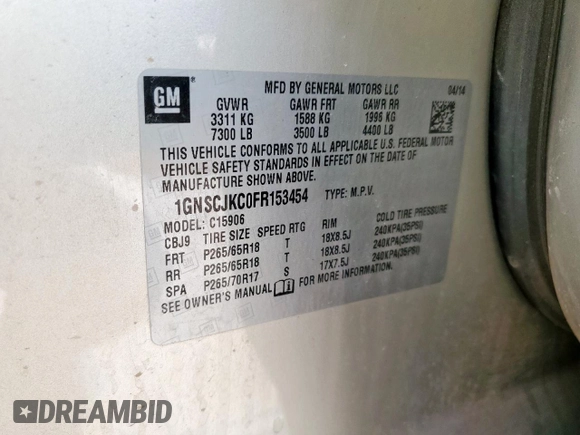 GM
MFD BY GENERAL MOTORS LLC 04/14
GVWR GAWR FRT GAWR RR
3311 KG 1588 KG 1996 KG
7300 LB 3500 LB 4400 LB
THIS VEHICLE CONFORMS TO ALL APPLICABLE U.S. FEDERAL MOTOR
VEHICLE SAFETY STANDARDS IN EFFECT ON THE DATE OF
MANUFACTURE SHOWN ABOVE.
1GNSCJKC0FR153454 TYPE: M.P.V.
MODEL: C15906
CBJ9 TIRE SIZE SPEED RTG RIM COLD TIRE PRESSURE
FRT P265/65R18 T 18X8.5J 240KPA(35PSI)
RR P265/65R18 T 18X8.5J 240KPA(35PSI)
SPA P265/70R17 S 17X7.5J 240KPA(35PSI)
SEE OWNER'S MANUAL FOR MORE INFORMATION.
DREAMBID